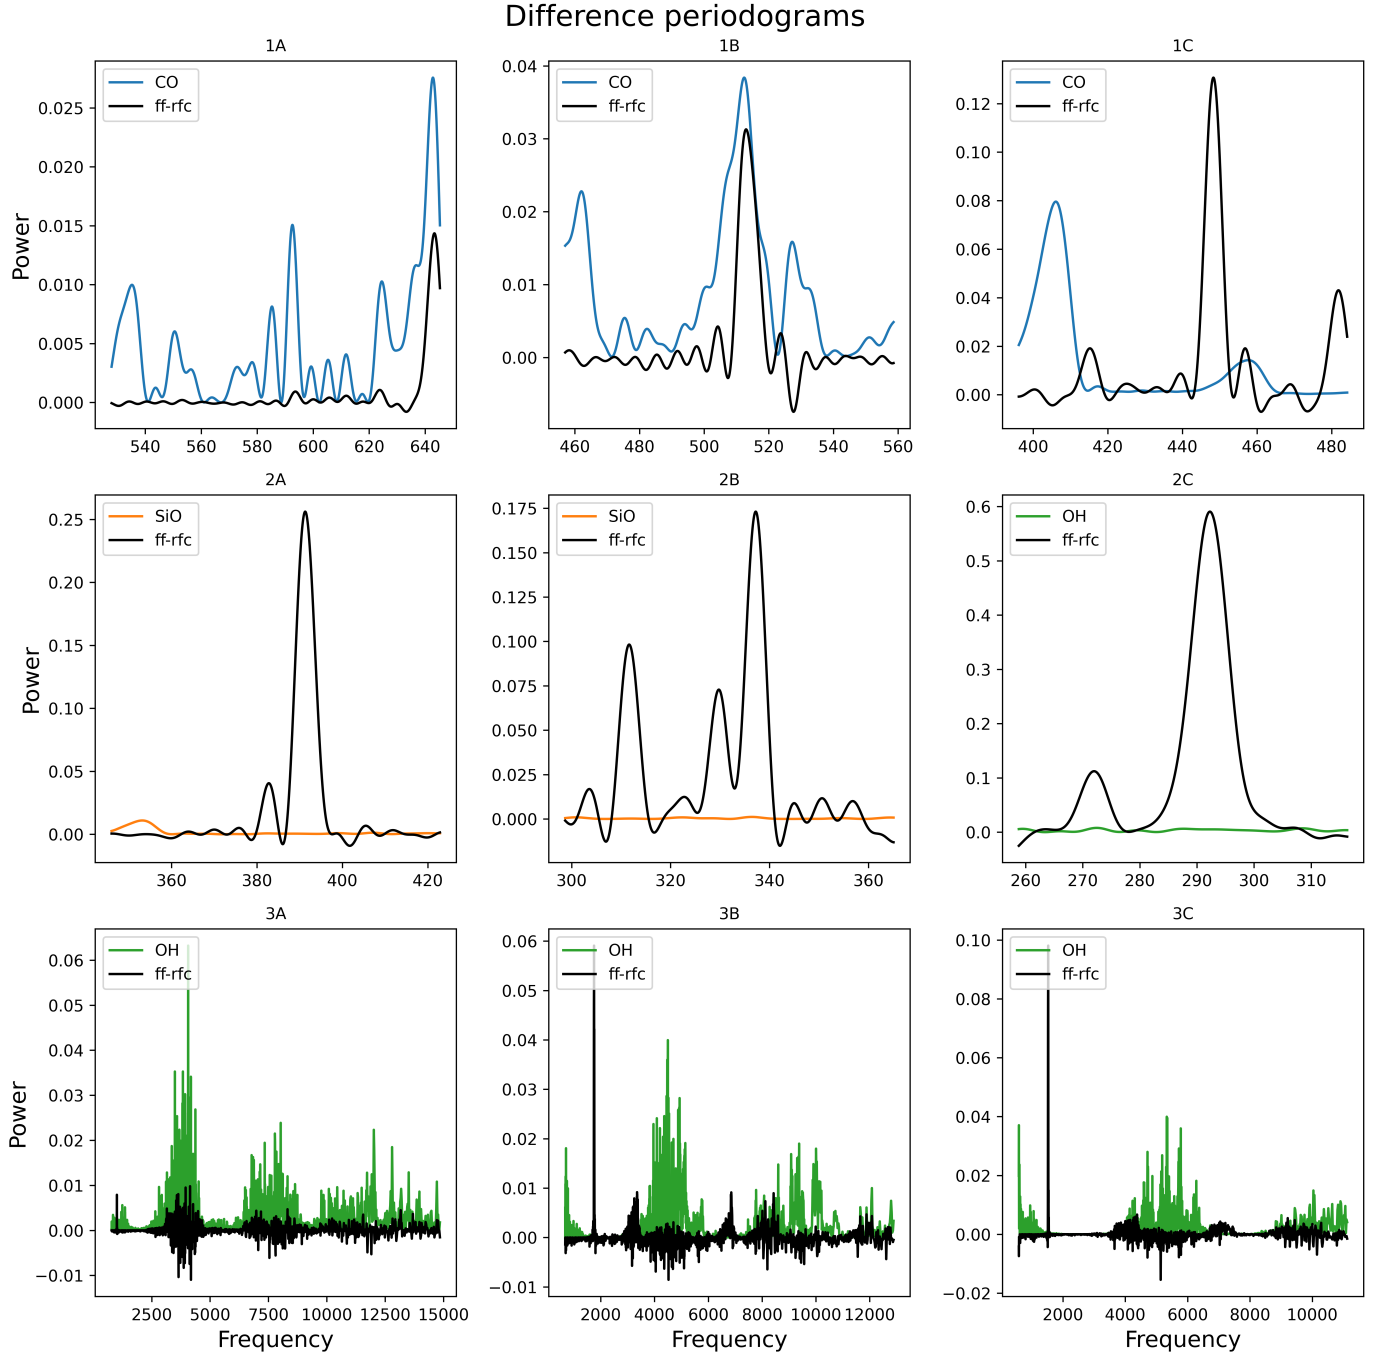 Difference periodograms
1A
1B
1C
CO
ff-rfc
CO
ff-rfc
CO
ff-rfc
Power
0.025
0.020
0.015
0.010
0.005
0.000
0.04
0.03
0.02
0.01
0.00
0.12
0.10
0.08
0.06
0.04
0.02
0.00
540 560 580 600 620 640
460 480 500 520 540 560
400 420 440 460 480
2A
2B
2C
SiO
ff-rfc
SiO
ff-rfc
OH
ff-rfc
Power
0.25
0.20
0.15
0.10
0.05
0.00
0.175
0.150
0.125
0.100
0.075
0.050
0.025
0.000
0.6
0.5
0.4
0.3
0.2
0.1
0.0
360 380 400 420
300 320 340 360
260 270 280 290 300 310
3A
3B
3C
OH
ff-rfc
OH
ff-rfc
OH
ff-rfc
Power
0.06
0.05
0.04
0.03
0.02
0.01
0.00
−0.01
0.06
0.05
0.04
0.03
0.02
0.01
0.00
−0.01
0.10
0.08
0.06
0.04
0.02
0.00
−0.02
2500 5000 7500 10000 12500 15000
2000 4000 6000 8000 10000 12000
2000 4000 6000 8000 10000
Frequency
Frequency
Frequency